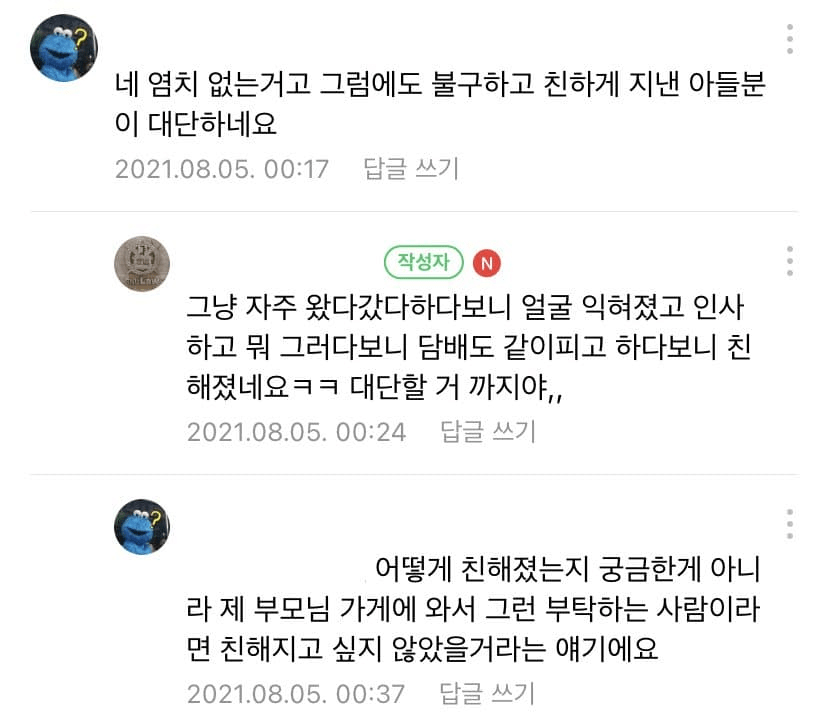 네 염치 없는거고 그럼에도 불구하고 친하게 지낸 아들분
이 대단하네요
2021.08.05. 00:17 답글 쓰기
작성자 N
그냥 자주 왔다갔다하다보니 얼굴 익혀졌고 인사
하고 뭐 그러다보니 담배도 같이피고 하다보니 친
해졌네요ㅋㅋ 대단할 거 까지야,,
2021.08.05. 00:24 답글 쓰기
어떻게 친해졌는지 궁금한게 아니
라 제 부모님 가게에 와서 그런 부탁하는 사람이라
면 친해지고 싶지 않았을거라는 얘기에요
2021.08.05. 00:37 답글 쓰기